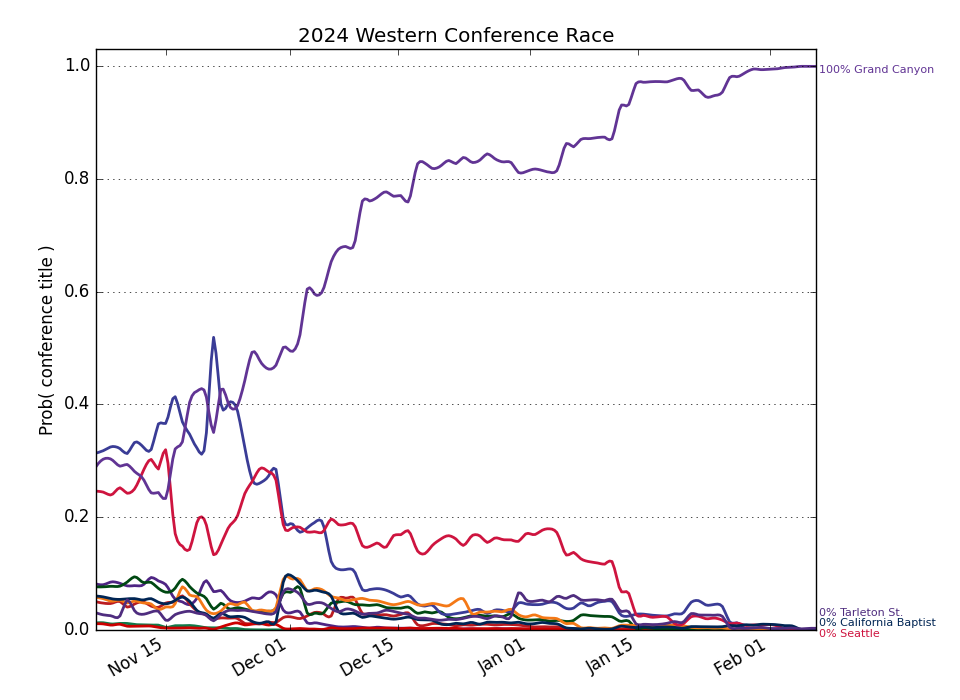 2024 Western Conference Race
Prob( conference title )
1.0
0.8
0.6
0.4
0.2
0.0
Nov 15
Dec 01
Dec 15
Jan 01
Jan 15
Feb 01
100% Grand Canyon
0% Tarleton St.
0% California Baptist
0% Seattle